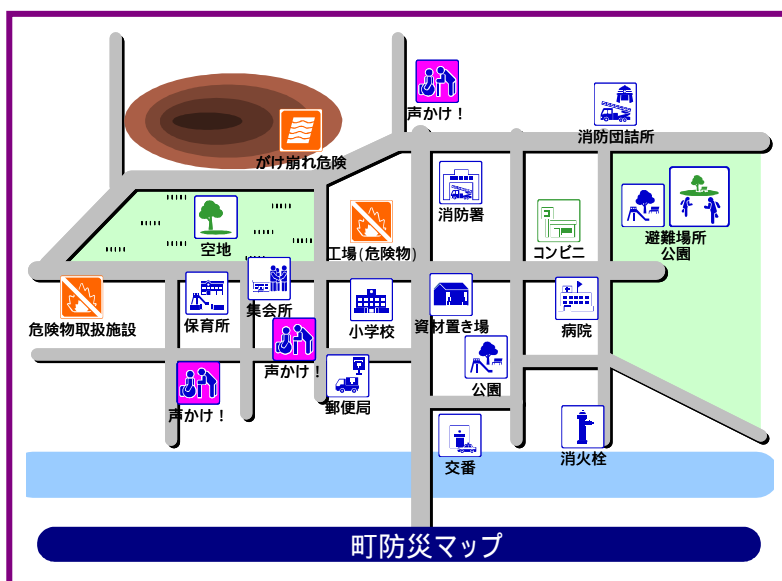 声かけ！
消防団詰所
がけ崩れ危険
消防署
空地
工場(危険物)
コンビニ
避難場所
公園
危険物取扱施設
保育所
集会所
小学校
資材置き場
病院
声かけ！
公園
声かけ！
郵便局
交番
消火栓
町防災マップ